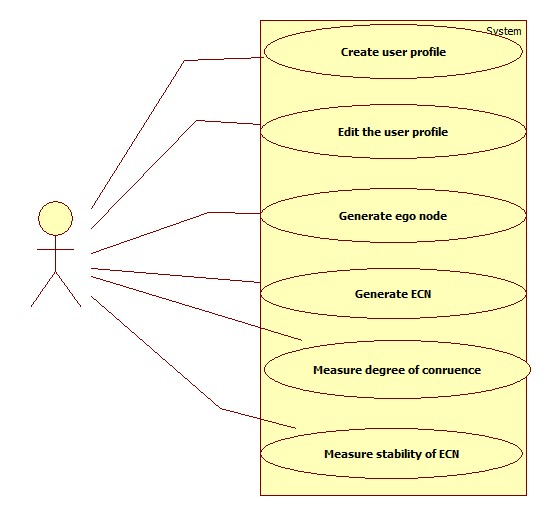 System
Create user profile
Edit the user profile
Generate ego node
Generate ECN
Measure degree of conruence
Measure stability of ECN